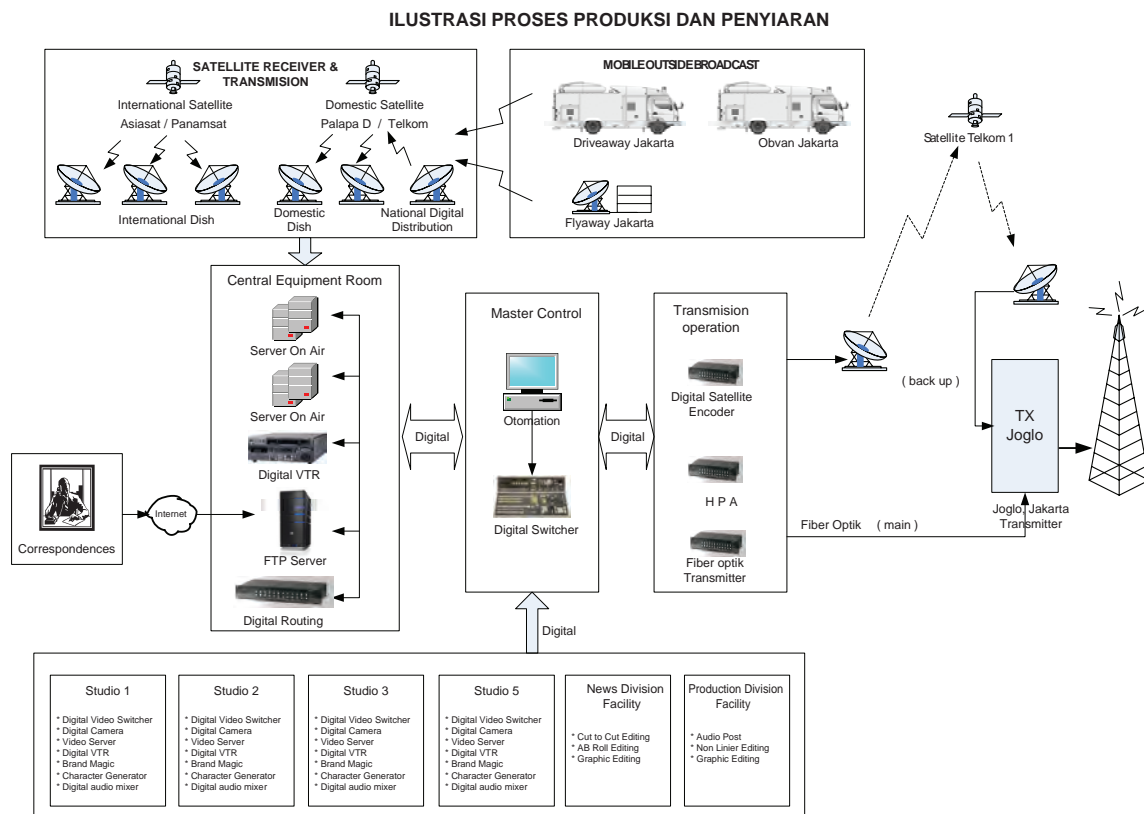 ILUSTRASI PROSES PRODUKSI DAN PENYIARAN
SATELLITE RECEIVER &
TRANSMISION
International Satellite
Asiasat / Panamsat
Domestic Satellite
Palapa D / Telkom
International Dish
Domestic
Dish
National Digital
Distribution
MOBILE OUTSIDE BROADCAST
Driveaway Jakarta
Obvan Jakarta
Flyaway Jakarta
Satellite Telkom 1
Central Equipment Room
Server On Air
Server On Air
Digital VTR
FTP Server
Digital Routing
Correspondences
Internet
Digital
Master Control
Otomation
Digital Switcher
Digital
Transmision
operation
Digital Satellite
Encoder
H P A
Fiber optik
Transmitter
( back up )
TX
Joglo
Joglo, Jakarta
Transmitter
Fiber Optik ( main )
Digital
Studio 1
* Digital Video Switcher
* Digital Camera
* Video Server
* Digital VTR
* Brand Magic
* Character Generator
* Digital audio mixer
Studio 2
* Digital Video Switcher
* Digital Camera
* Video Server
* Digital VTR
* Brand Magic
* Character Generator
* Digital audio mixer
Studio 3
* Digital Video Switcher
* Digital Camera
* Video Server
* Digital VTR
* Brand Magic
* Character Generator
* Digital audio mixer
Studio 5
* Digital Video Switcher
* Digital Camera
* Video Server
* Digital VTR
* Brand Magic
* Character Generator
* Digital audio mixer
News Division
Facility
* Cut to Cut Editing
* AB Roll Editing
* Graphic Editing
Production Division
Facility
* Audio Post
* Non Linier Editing
* Graphic Editing